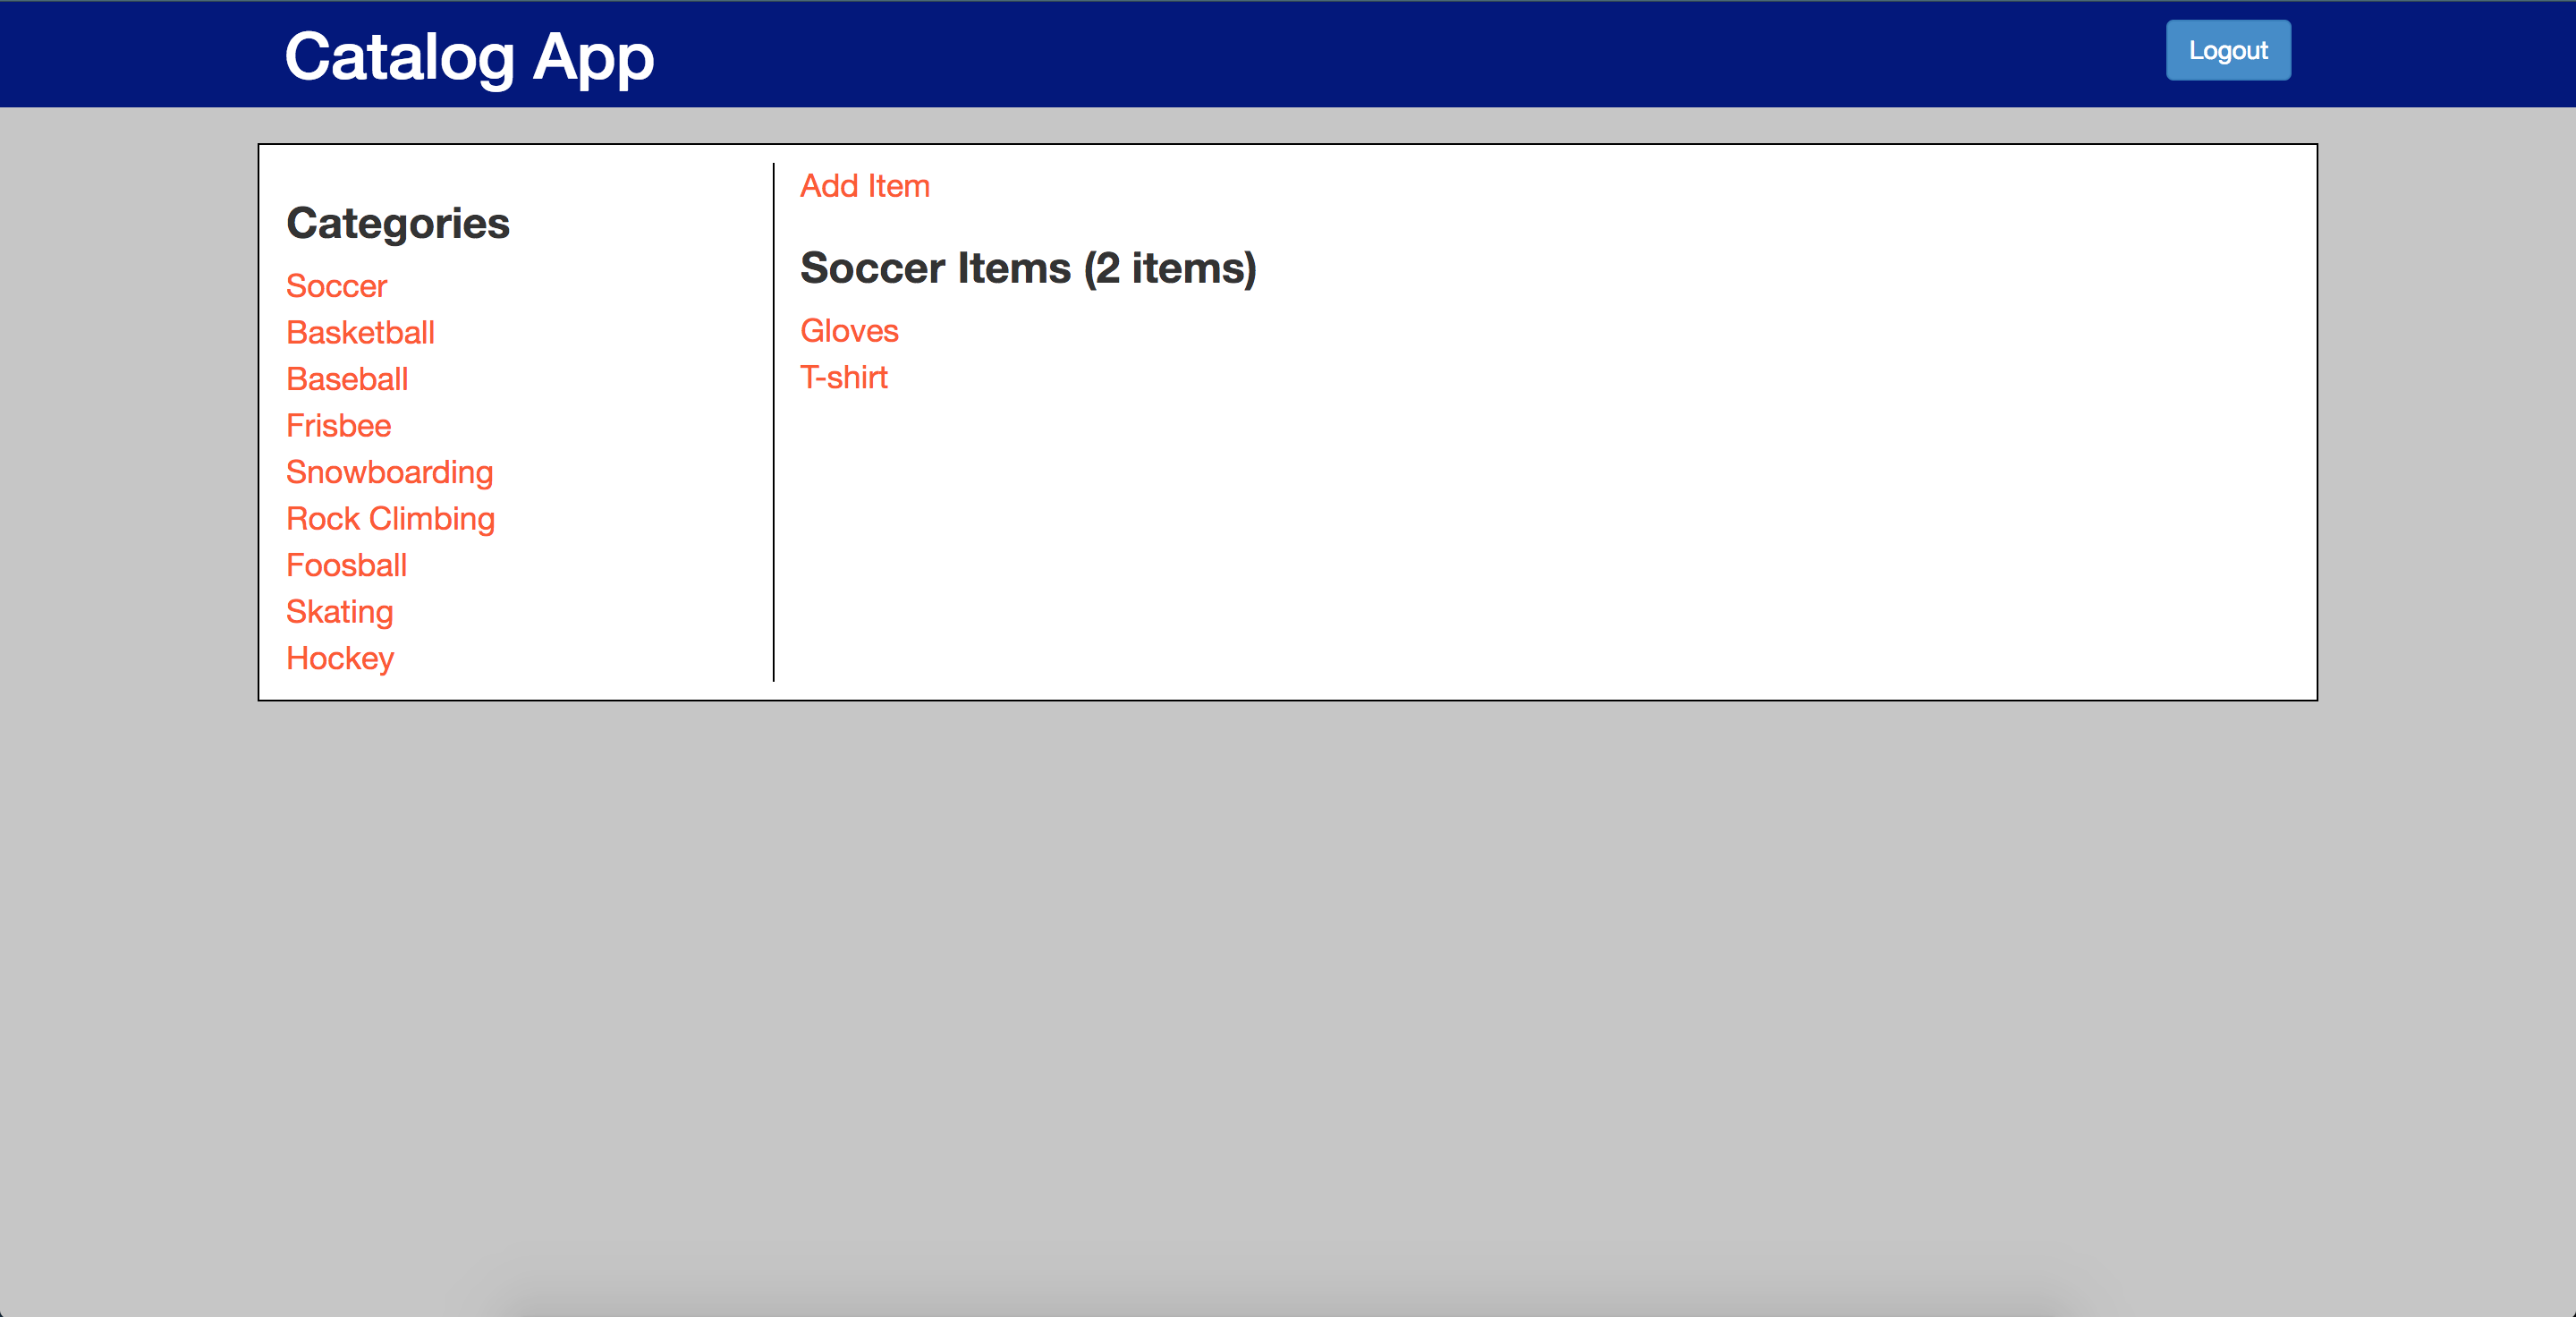 Catalog App
Logout
Categories
Soccer
Basketball
Baseball
Frisbee
Snowboarding
Rock Climbing
Foosball
Skating
Hockey
Add Item
Soccer Items (2 items)
Gloves
T-shirt